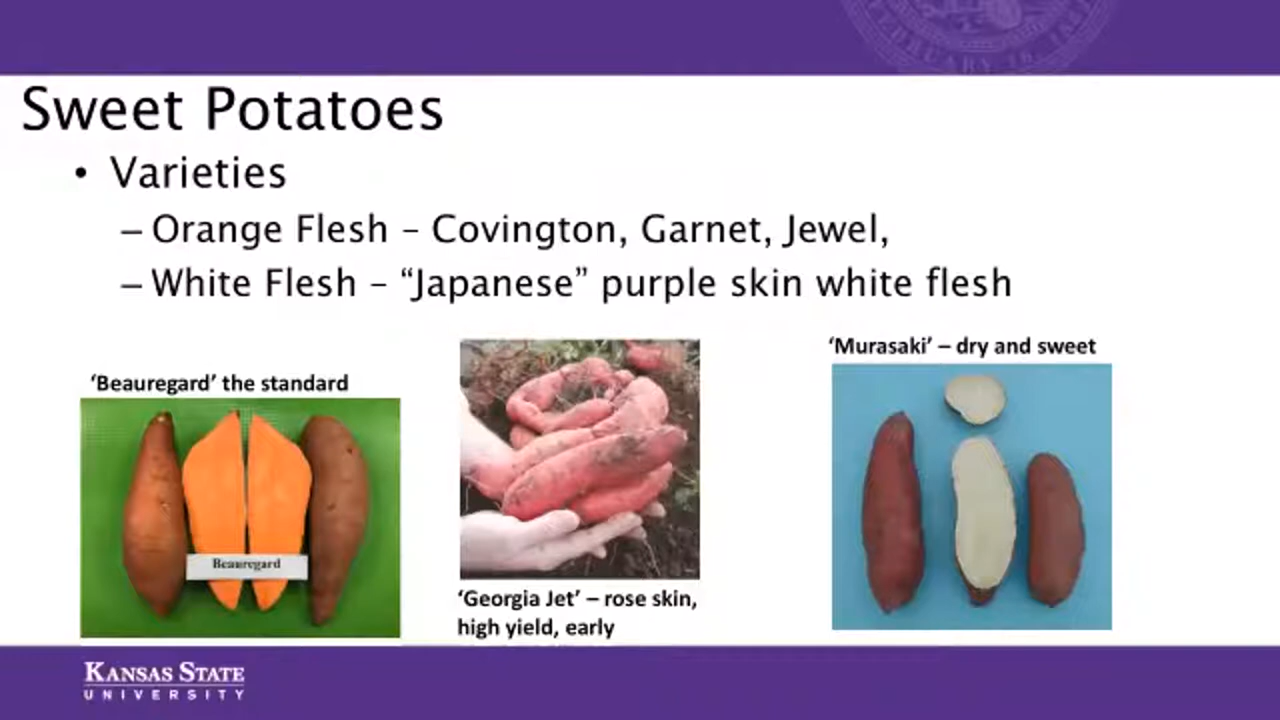 Sweet Potatoes
• Varieties
– Orange Flesh – Covington, Garnet, Jewel,
– White Flesh – “Japanese” purple skin white flesh
‘Beauregard’ the standard
Beauregard
‘Georgia Jet’ – rose skin,
high yield, early
‘Murasaki’ – dry and sweet
KANSAS STATE
UNIVERSITY